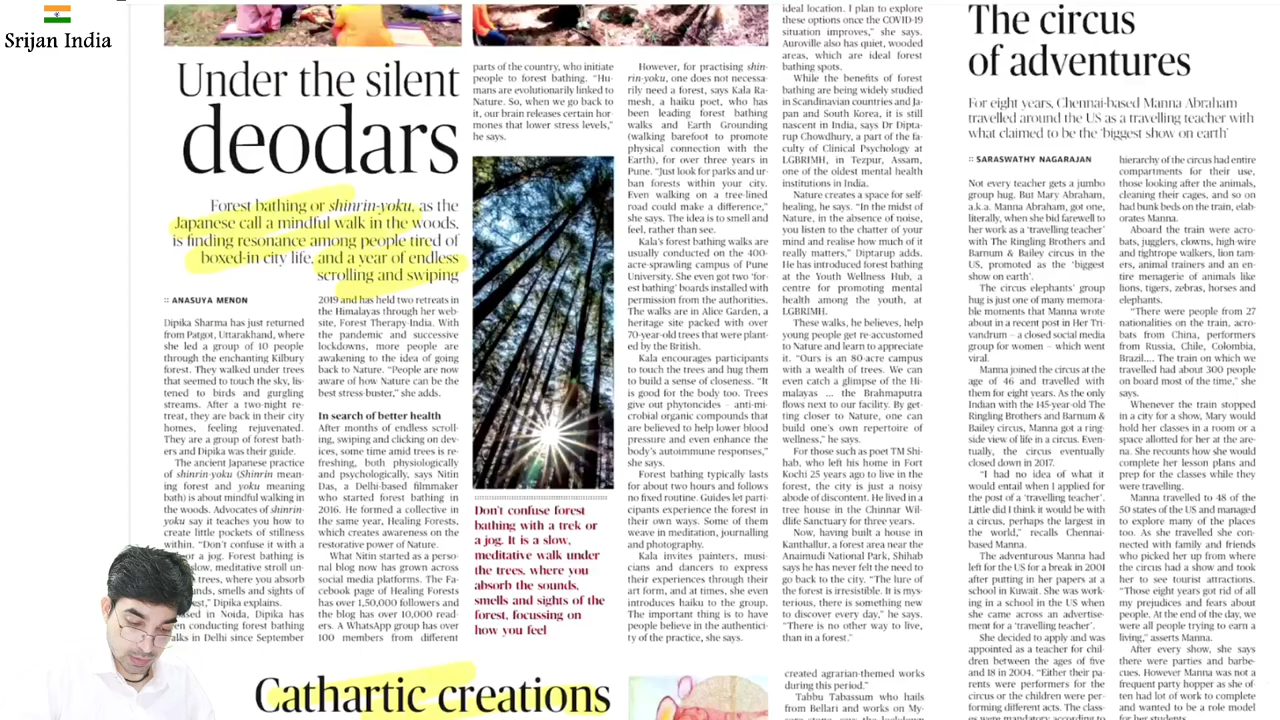 Srijan India
Under the silent
deodars
Forest bathing or shinrin-yoku, as the
Japanese call a mindful walk in the woods,
is finding resonance among people tired of
boxed-in city life, and a year of endless
scrolling and swiping
ANASUYA MENON
Dipika Sharma has just returned
from Patgot, Uttarakhand, where
she led a group of 10 people
through the enchanting Kilbury
forest. They walked under trees
that seemed to touch the sky, lis-
tened to birds and gurgling
streams. After a two-night re-
treat, they are back in their city
homes, feeling rejuvenated.
They are a group of forest bath-
ers and Dipika was their guide.
The ancient Japanese practice
of shinrin-yoku (Shinrin mean-
ing forest and yoku meaning
bath) is about mindful walking in
the woods. Advocates of shinrin-
yoku say it teaches you how to
create little pockets of stillness
within. "Don't confuse it with a
or a jog. Forest bathing is
slow, meditative stroll un-
trees, where you absorb
smells and sights of
Dipika explains.
in Noida, Dipika has
conducting forest bathing
in Delhi since September
2019 and has held two retreats in
the Himalayas through her web-
site, Forest Therapy-India. With
the pandemic and successive
lockdowns, more people are
awakening to the idea of going
back to Nature. "People are now
aware of how Nature can be the
best stress-buster," she adds.
In search of better health
After months of endless scroll-
ing, swiping and clicking on dev-
ices, some time amid trees is re-
freshing, both physiologically
and psychologically, says Nitin
Das, a Delhi-based filmmaker
who started forest bathing in
2016. He formed a collective in
the same year, Healing Forests,
which creates awareness on the
restorative power of Nature.
What Nitin started as a perso-
nal blog now has grown across
social media platforms. The Fa-
cebook page of Healing Forests
has over 1,50,000 followers and
the blog has over 10,000 read-
ers. A WhatsApp group has over
100 members from different
parts of the country, who initiate
people to forest bathing. "Hu-
mans are evolutionarily linked to
Nature. So, when we go back to
it, our brain releases certain hor-
mones that lower stress levels,"
he says.
Don't confuse forest
bathing with a trek or
a jog. It is a slow,
meditative walk under
the trees, where you
absorb the sounds,
smells and sights of the
forest, focussing on
how you feel
However, for practising shin-
rin-yoku, one does not necessa-
rily need a forest, says Kala Ra-
mesh, a haiku poet, who has
been leading forest bathing
walks and Earth Grounding
(walking barefoot to promote
physical connection with the
Earth), for over three years in
Pune. "Just look for parks and ur-
ban forests within your city.
Even walking on a tree-lined
road could make a difference,"
she says. The idea is to smell and
feel, rather than see.
Kala's forest bathing walks are
usually conducted on the 400-
acre-sprawling campus of Pune
University. She even got two 'for-
est bathing' boards installed with
permission from the authorities.
The walks are in Alice Garden, a
heritage site packed with over
70-year-old trees that were plant-
ed by the British.
Kala encourages participants
to touch the trees and hug them
to build a sense of closeness. "It
is good for the body too. Trees
give out phytoncides – anti-mi-
crobial organic compounds that
are believed to help lower blood
pressure and even enhance the
body's autoimmune responses,"
she says.
Forest bathing typically lasts
for about two hours and follows
no fixed routine. Guides let parti-
cipants experience the forest in
their own ways. Some of them
weave in meditation, journalling
and photography.
Kala invites painters, musi-
cians and dancers to express
their experiences through their
art form, and at times, she even
introduces haiku to the group.
The important thing is to have
people believe in the authentici-
ty of the practice, she says.
ideal location. I plan to explore
these options once the COVID-19
situation improves," she says.
Auroville also has quiet, wooded
areas, which are ideal forest
bathing spots.
While the benefits of forest
bathing are being widely studied
in Scandinavian countries and Ja-
pan and South Korea, it is still
nascent in India, says Dr Dipta-
rup Chowdhury, a part of the fa-
culty of Clinical Psychology at
LGBRIMH, in Tezpur, Assam,
one of the oldest mental health
institutions in India.
Nature creates a space for self-
healing, he says. "In the midst of
Nature, in the absence of noise,
you listen to the chatter of your
mind and realise how much of it
really matters," Diptarup adds.
He has introduced forest bathing
at the Youth Wellness Hub, a
centre for promoting mental
health among the youth, at
LGBRIMH.
These walks, he believes, help
young people get re-accustomed
to Nature and learn to appreciate
it. "Ours is an 80-acre campus
with a wealth of trees. We can
even catch a glimpse of the Hi-
malayas ... the Brahmaputra
flows next to our facility. By get-
ting closer to Nature, one can
build one's own repertoire of
wellness," he says.
For those such as poet TM Shi-
hab, who left his home in Fort
Kochi 25 years ago to live in the
forest, the city is just a noisy
abode of discontent. He lived in a
tree house in the Chinnar Wil-
dlife Sanctuary for three years.
Now, having built a house in
Kanthallur, a forest area near the
Anaimudi National Park, Shihab
says he has never felt the need to
go back to the city. "The lure of
the forest is irresistible. It is mys-
terious, there is something new
to discover every day," he says.
"There is no other way to live,
than in a forest."
The circus
of adventures
For eight years, Chennai-based Manna Abraham
travelled around the US as a travelling teacher with
what claimed to be the 'biggest show on earth'
SARASWATHY NAGARAJAN
Not every teacher gets a jumbo
group hug. But Mary Abraham,
a.k.a. Manna Abraham, got one,
literally, when she bid farewell to
her work as a 'travelling teacher'
with The Ringling Brothers and
Barnum & Bailey circus in the
US, promoted as the 'biggest
show on earth'.
The circus elephants' group
hug is just one of many memora-
ble moments that Manna wrote
about in a recent post in Her Tri-
vandrum – a closed social media
group for women – which went
viral.
Manna joined the circus at the
age of 46 and travelled with
them for eight years. As the only
Indian with the 145-year-old The
Ringling Brothers and Barnum &
Bailey circus, Manna got a ring-
side view of life in a circus. Even-
tually, the circus eventually
closed down in 2017.
"I had no idea of what it
would entail when I applied for
the post of a 'travelling teacher'.
Little did I think it would be with
a circus, perhaps the largest in
the world," recalls Chennai-
based Manna.
The adventurous Manna had
left for the US for a break in 2001
after putting in her papers at a
school in Kuwait. She was work-
ing in a school in the US when
she came across an advertise-
ment for a 'travelling teacher'.
She decided to apply and was
appointed as a teacher for chil-
dren between the ages of five
and 18 in 2004. "Either their pa-
rents were performers for the
circus or the children were per-
forming different acts. The class-
es were mandatory according to
hierarchy of the circus had entire
compartments for their use,
those looking after the animals,
cleaning their cages, and so on
had bunk beds on the train, elab-
orates Manna.
Aboard the train were acro-
bats, jugglers, clowns, high-wire
and tightrope walkers, lion tam-
ers, animal trainers and an en-
tire menagerie of animals like
lions, tigers, zebras, horses and
elephants.
"There were people from 27
nationalities on the train, acro-
bats from China, performers
from Russia, Chile, Colombia,
Brazil.... The train on which we
travelled had about 300 people
on board most of the time," she
says.
Whenever the train stopped
in a city for a show, Mary would
hold her classes in a room or a
space allotted for her at the are-
na. She recounts how she would
complete her lesson plans and
prep for the classes while they
were travelling.
Manna travelled to 48 of the
50 states of the US and managed
to explore many of the places
too. As she travelled she con-
nected with family and friends
who picked her up from where
the circus had a show and took
her to see tourist attractions.
"Those eight years got rid of all
my prejudices and fears about
people. At the end of the day, we
were all people trying to earn a
living," asserts Manna.
After every show, she says
there were parties and barbe-
cues. However Manna was not a
frequent party hopper as she of-
ten had lot of work to complete
and wanted to be a role model
for her students.
Cathartic creations
created agrarian-themed works
during this period."
Tabbu Tabassum who hails
from Bellari and works on My-